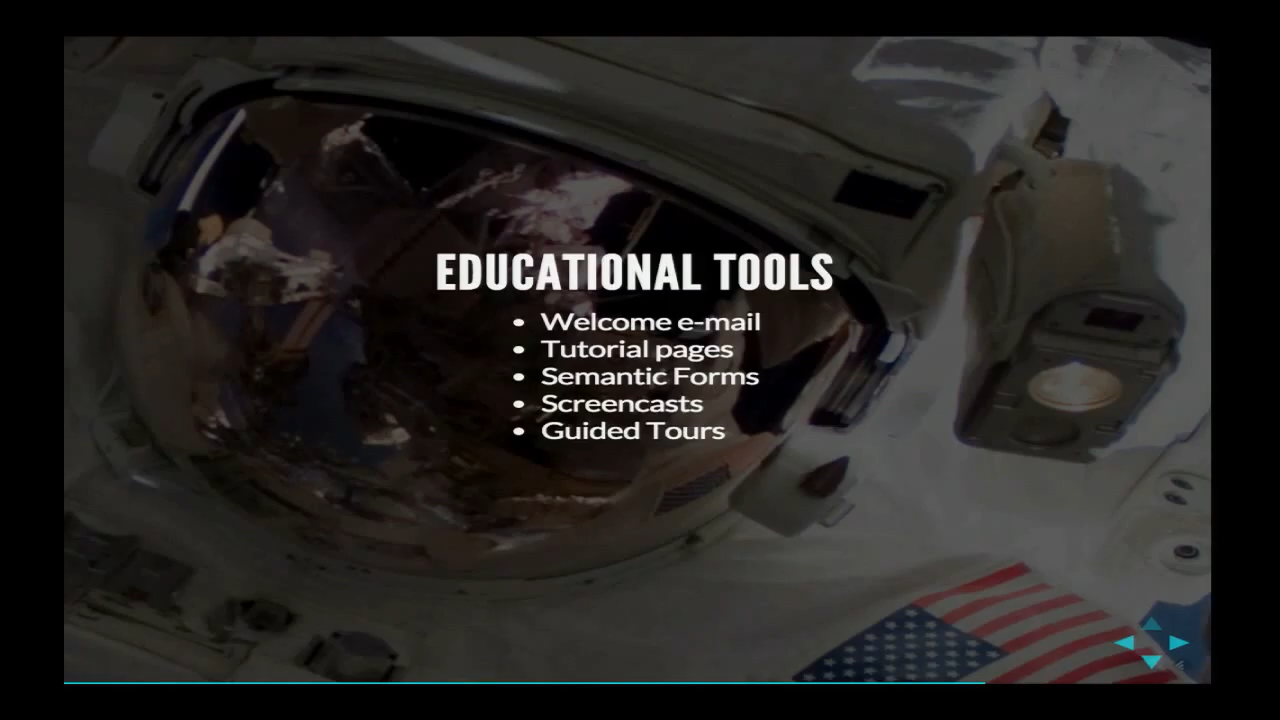 EDUCATIONAL TOOLS
• Welcome e-mail
• Tutorial pages
• Semantic Forms
• Screencasts
• Guided Tours